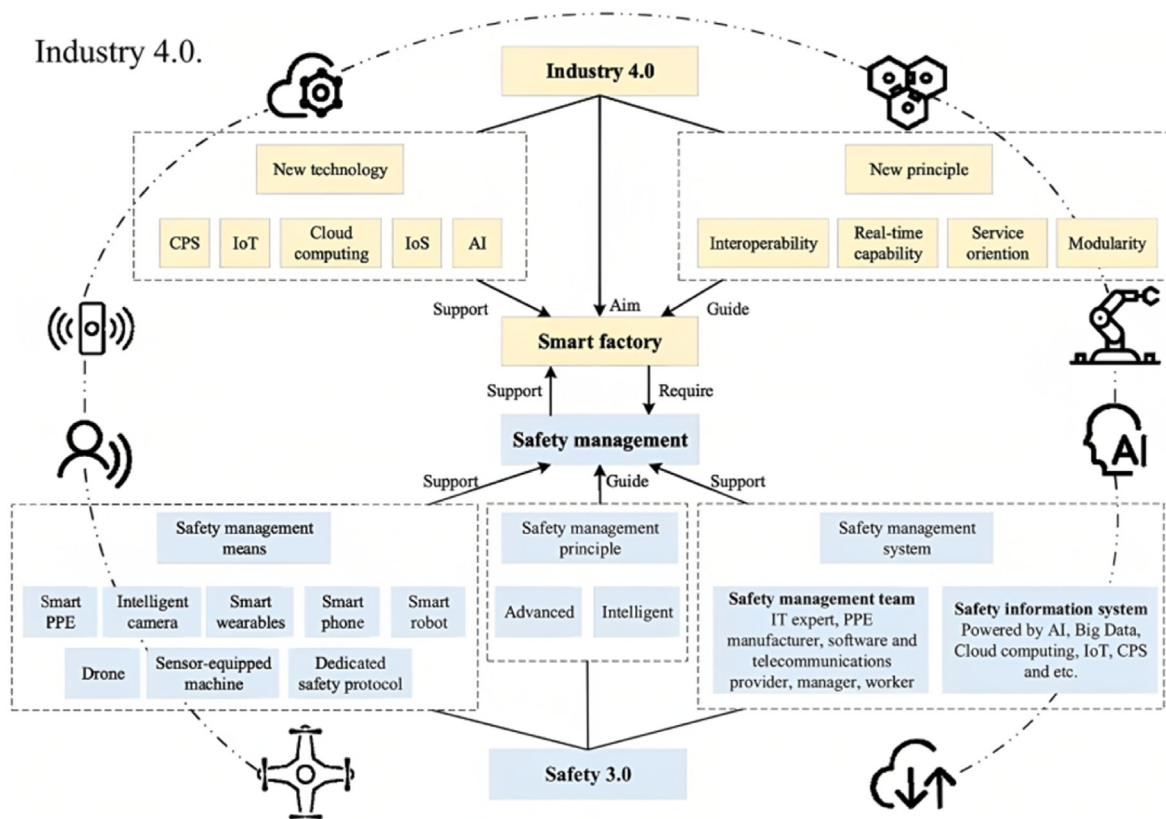 Industry 4.0.
Industry 4.0
New technology
CPS
IoT
Cloud
computing
IoS
AI
New principle
Interoperability
Real-time
capability
Service
oriention
Modularity
Support
Aim
Guide
Smart factory
Support
Require
Safety management
Support
Guide
Support
Safety management
means
Smart
PPE
Intelligent
camera
Smart
wearables
Smart
phone
Smart
robot
Drone
Sensor-equipped
machine
Dedicated
safety protocol
Safety management
principle
Advanced
Intelligent
Safety management
system
Safety management team
IT expert, PPE
manufacturer, software and
telecommunications
provider, manager, worker
Safety information system
Powered by AI, Big Data,
Cloud computing, IoT, CPS
and etc.
AI
Safety 3.0